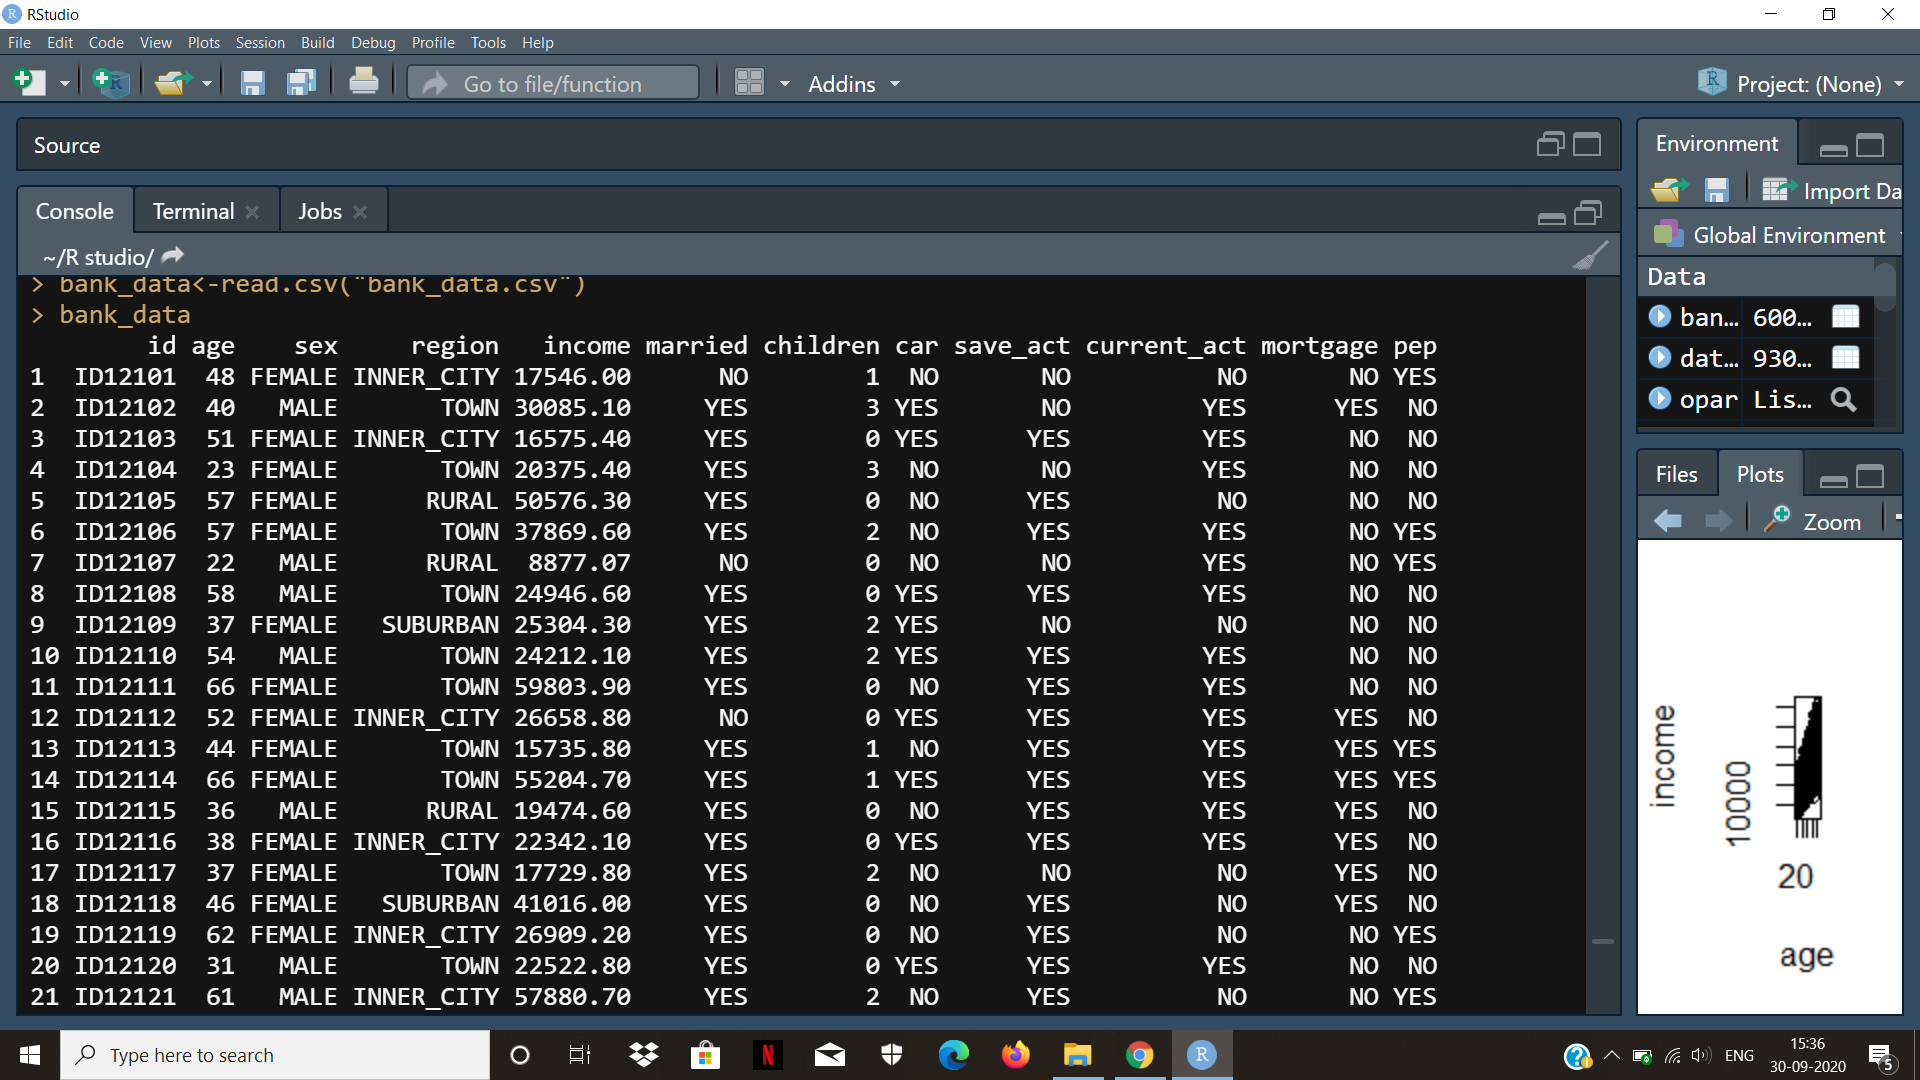 RStudio
File Edit Code View Plots Session Build Debug Profile Tools Help
Go to file/function Addins Project: (None)
Source
Console Terminal Jobs
~/R studio/
> bank_data<-read.csv("bank_data.csv")
> bank_data
id age sex region income married children car save_act current_act mortgage pep
1 ID12101 48 FEMALE INNER_CITY 17546.00 NO 1 NO NO NO NO YES
2 ID12102 40 MALE TOWN 30085.10 YES 3 YES NO YES YES NO
3 ID12103 51 FEMALE INNER_CITY 16575.40 YES 0 YES YES YES NO NO
4 ID12104 23 FEMALE TOWN 20375.40 YES 3 NO NO YES NO NO
5 ID12105 57 FEMALE RURAL 50576.30 YES 0 NO YES NO NO NO
6 ID12106 57 FEMALE TOWN 37869.60 YES 2 NO YES YES NO YES
7 ID12107 22 MALE RURAL 8877.07 NO 0 NO NO YES NO YES
8 ID12108 58 MALE TOWN 24946.60 YES 0 YES YES YES NO NO
9 ID12109 37 FEMALE SUBURBAN 25304.30 YES 2 YES NO NO NO NO
10 ID12110 54 MALE TOWN 24212.10 YES 2 YES YES YES NO NO
11 ID12111 66 FEMALE TOWN 59803.90 YES 0 NO YES YES NO NO
12 ID12112 52 FEMALE INNER_CITY 26658.80 NO 0 YES YES YES YES NO
13 ID12113 44 FEMALE TOWN 15735.80 YES 1 NO YES YES YES YES
14 ID12114 66 FEMALE TOWN 55204.70 YES 1 YES YES YES YES YES
15 ID12115 36 MALE RURAL 19474.60 YES 0 NO YES YES YES NO
16 ID12116 38 FEMALE INNER_CITY 22342.10 YES 0 YES YES YES YES NO
17 ID12117 37 FEMALE TOWN 17729.80 YES 2 NO NO NO YES NO
18 ID12118 46 FEMALE SUBURBAN 41016.00 YES 0 NO YES NO YES NO
19 ID12119 62 FEMALE INNER_CITY 26909.20 YES 0 NO YES NO NO YES
20 ID12120 31 MALE TOWN 22522.80 YES 0 YES YES YES NO NO
21 ID12121 61 MALE INNER_CITY 57880.70 YES 2 NO YES NO NO YES
Environment
Import Da
Global Environment
Data
ban... 600...
dat... 930...
opar Lis...
Files Plots
Zoom
income
10000
20
age
Type here to search
ENG
15:36
30-09-2020
5